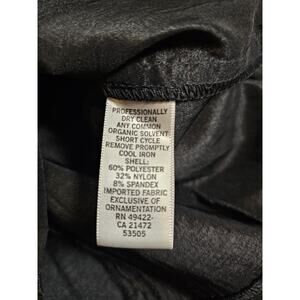 PROFESSIONALLY
DRY CLEAN
ANY COMMON
ORGANIC SOLVENT
SHORT CYCLE
REMOVE PROMPTLY
COOL IRON
SHELL:
60% POLYESTER
32% NYLON
8% SPANDEX
IMPORTED FABRIC
EXCLUSIVE OF
ORNAMENTATION
RN 49422-
CA 21472
53505